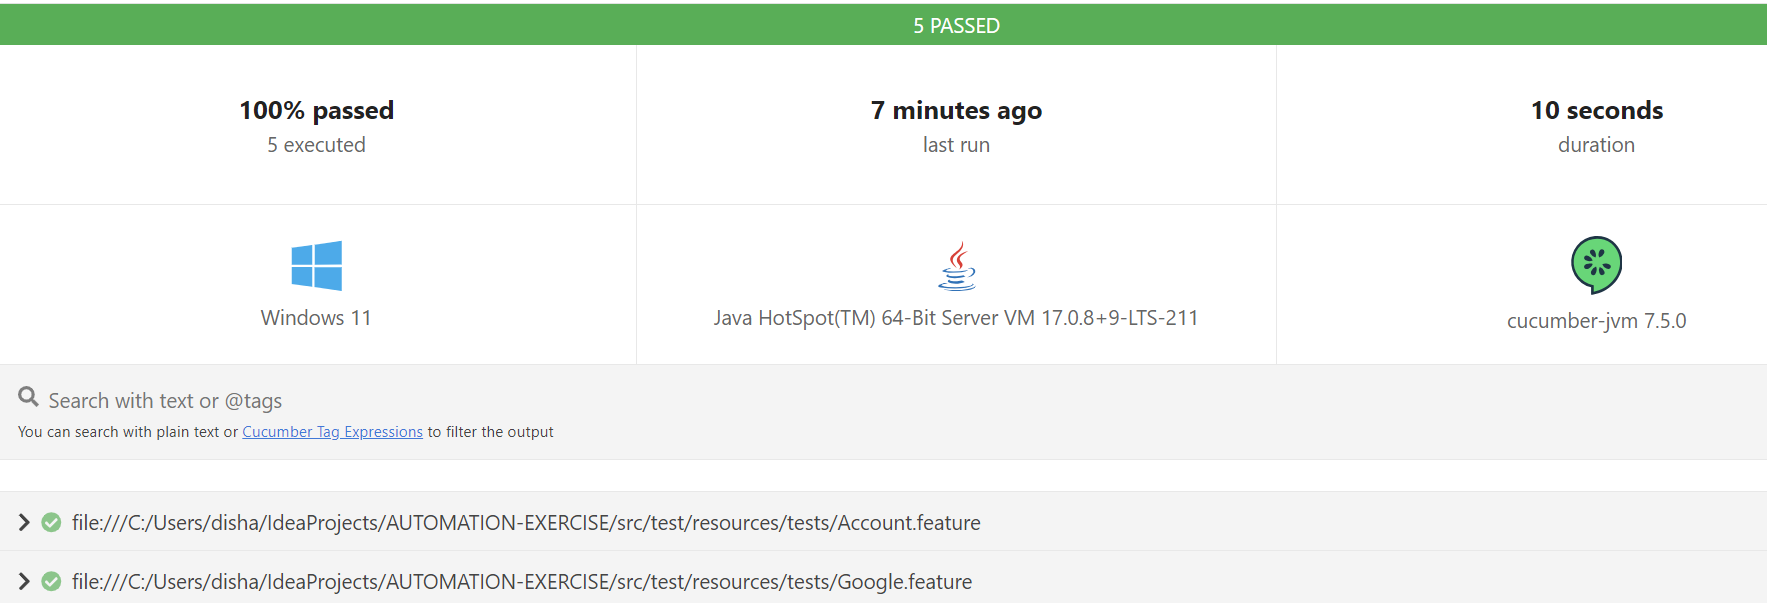 5 PASSED
100% passed
5 executed
7 minutes ago
last run
10 seconds
duration
Windows 11
Java HotSpot(TM) 64-Bit Server VM 17.0.8+9-LTS-211
cucumber-jvm 7.5.0
Search with text or @tags
You can search with plain text or Cucumber Tag Expressions to filter the output
file:///C:/Users/disha/IdeaProjects/AUTOMATION-EXERCISE/src/test/resources/tests/Account.feature
file:///C:/Users/disha/IdeaProjects/AUTOMATION-EXERCISE/src/test/resources/tests/Google.feature